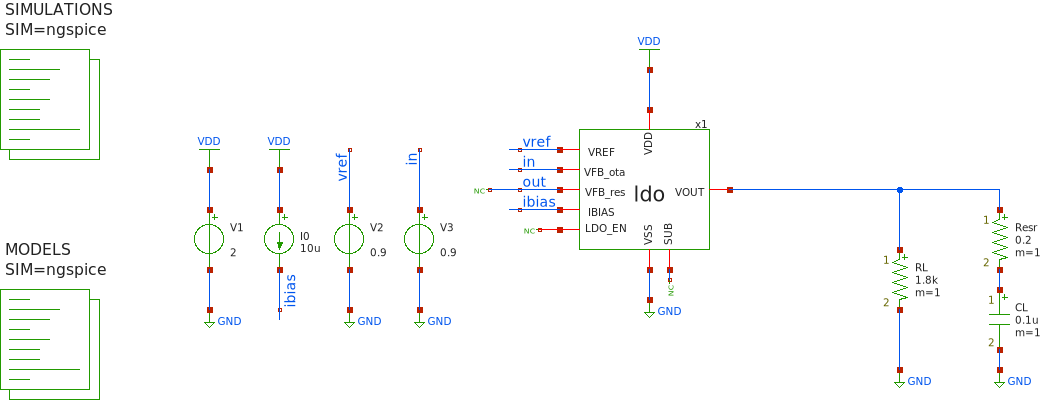 SIMULATIONS
SIM=ngspice
MODELS
SIM=ngspice
VDD
V1
2
GND
VDD
I0
10u
ibias
vref
V2
0.9
GND
in
V3
0.9
GND
VDD
x1
vref
in
out
ibias
NC
NC
VREF
VFB_ota
VFB_res
IBIAS
LDO_EN
VDD
ldo
VOUT
VSS
SUB
NC
GND
1
RL
1.8k
m=1
2
GND
1
Resr
0.2
m=1
2
1
CL
0.1u
m=1
2
GND